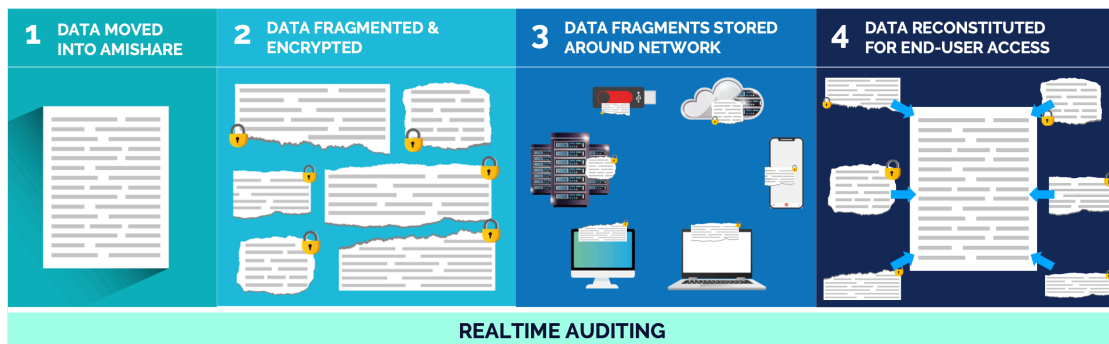 1 DATA MOVED
INTO AMISHARE
2 DATA FRAGMENTED &
ENCRYPTED
3 DATA FRAGMENTS STORED
AROUND NETWORK
4 DATA RECONSTITUTED
FOR END-USER ACCESS
REALTIME AUDITING